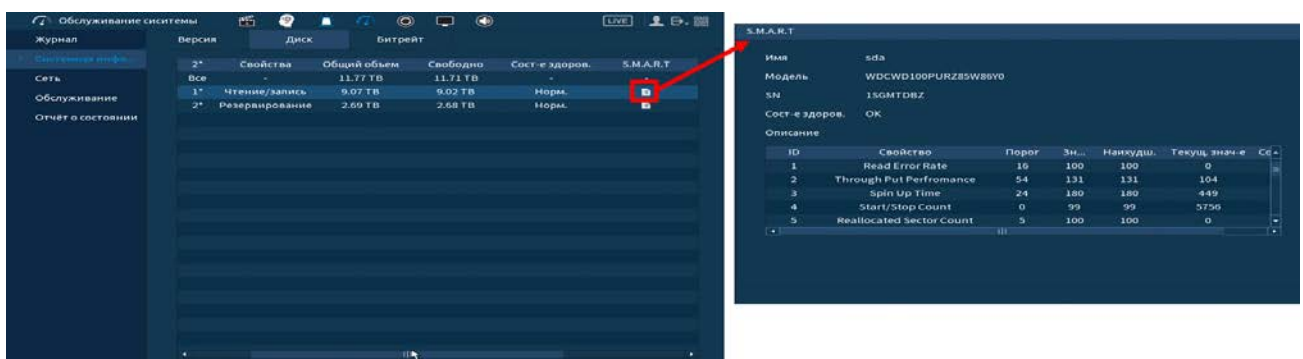 Обслуживание сиситемы LIVE
Журнал Версия Диск Битрейт
Системная инфо...
Сеть
Обслуживание
Отчёт о состоянии
2* Свойства Общий объем Свободно Сост-е здоров. S.M.A.R.T
Все - 11.77 TB 11.71 TB - -
1* Чтение/запись 9.07 TB 9.02 TB Норм.
2* Резервирование 2.69 TB 2.68 TB Норм.
S.M.A.R.T
Имя sda
Модель WDCWD100PURZ85W86Y0
SN 1SGMTDBZ
Сост-е здоров. OK
Описание
ID Свойство Порог Зн... Наихудш. Текущ. знач-е Со
1 Read Error Rate 16 100 100 0
2 Through Put Perfromance 54 131 131 104
3 Spin Up Time 24 180 180 449
4 Start/Stop Count 0 99 99 5756
5 Reallocated Sector Count 5 100 100 0